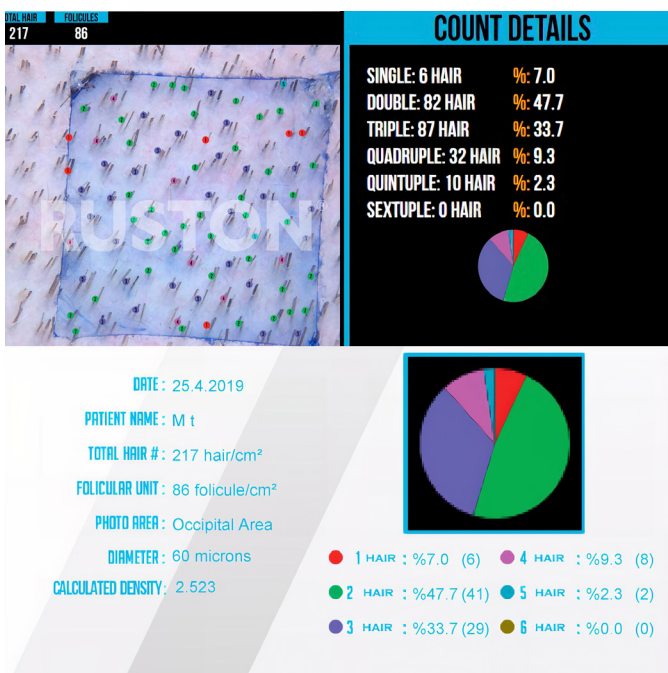 TOTAL HAIR FOLICULES
217 86
COUNT DETAILS
SINGLE: 6 HAIR %: 7.0
DOUBLE: 82 HAIR %: 47.7
TRIPLE: 87 HAIR %: 33.7
QUADRUPLE: 32 HAIR %: 9.3
QUINTUPLE: 10 HAIR %: 2.3
SEXTUPLE: 0 HAIR %: 0.0
RUSTON
DATE : 25.4.2019
PATIENT NAME : M t
TOTAL HAIR # : 217 hair/cm²
FOLICULAR UNIT : 86 folicule/cm²
PHOTO AREA : Occipital Area
DIAMETER : 60 microns
CALCULATED DENSITY : 2.523
1 HAIR : %7.0 (6)
2 HAIR : %47.7 (41)
3 HAIR : %33.7 (29)
4 HAIR : %9.3 (8)
5 HAIR : %2.3 (2)
6 HAIR : %0.0 (0)